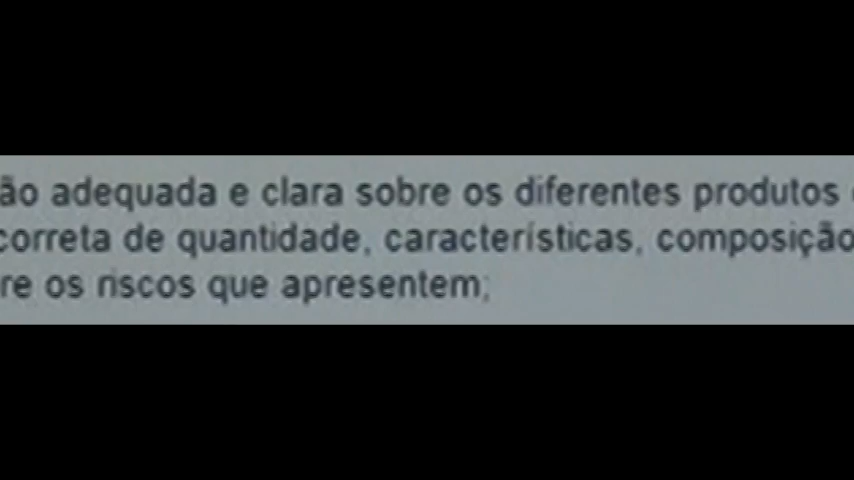 ão adequada e clara sobre os diferentes produtos
correta de quantidade, características, composição
re os riscos que apresentem;